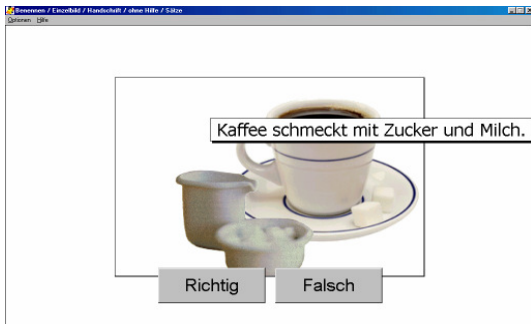 Benennen / Einzelbild / Handschrift / ohne Hilfe / Sätze
Optionen Hilfe
Kaffee schmeckt mit Zucker und Milch.
Richtig Falsch